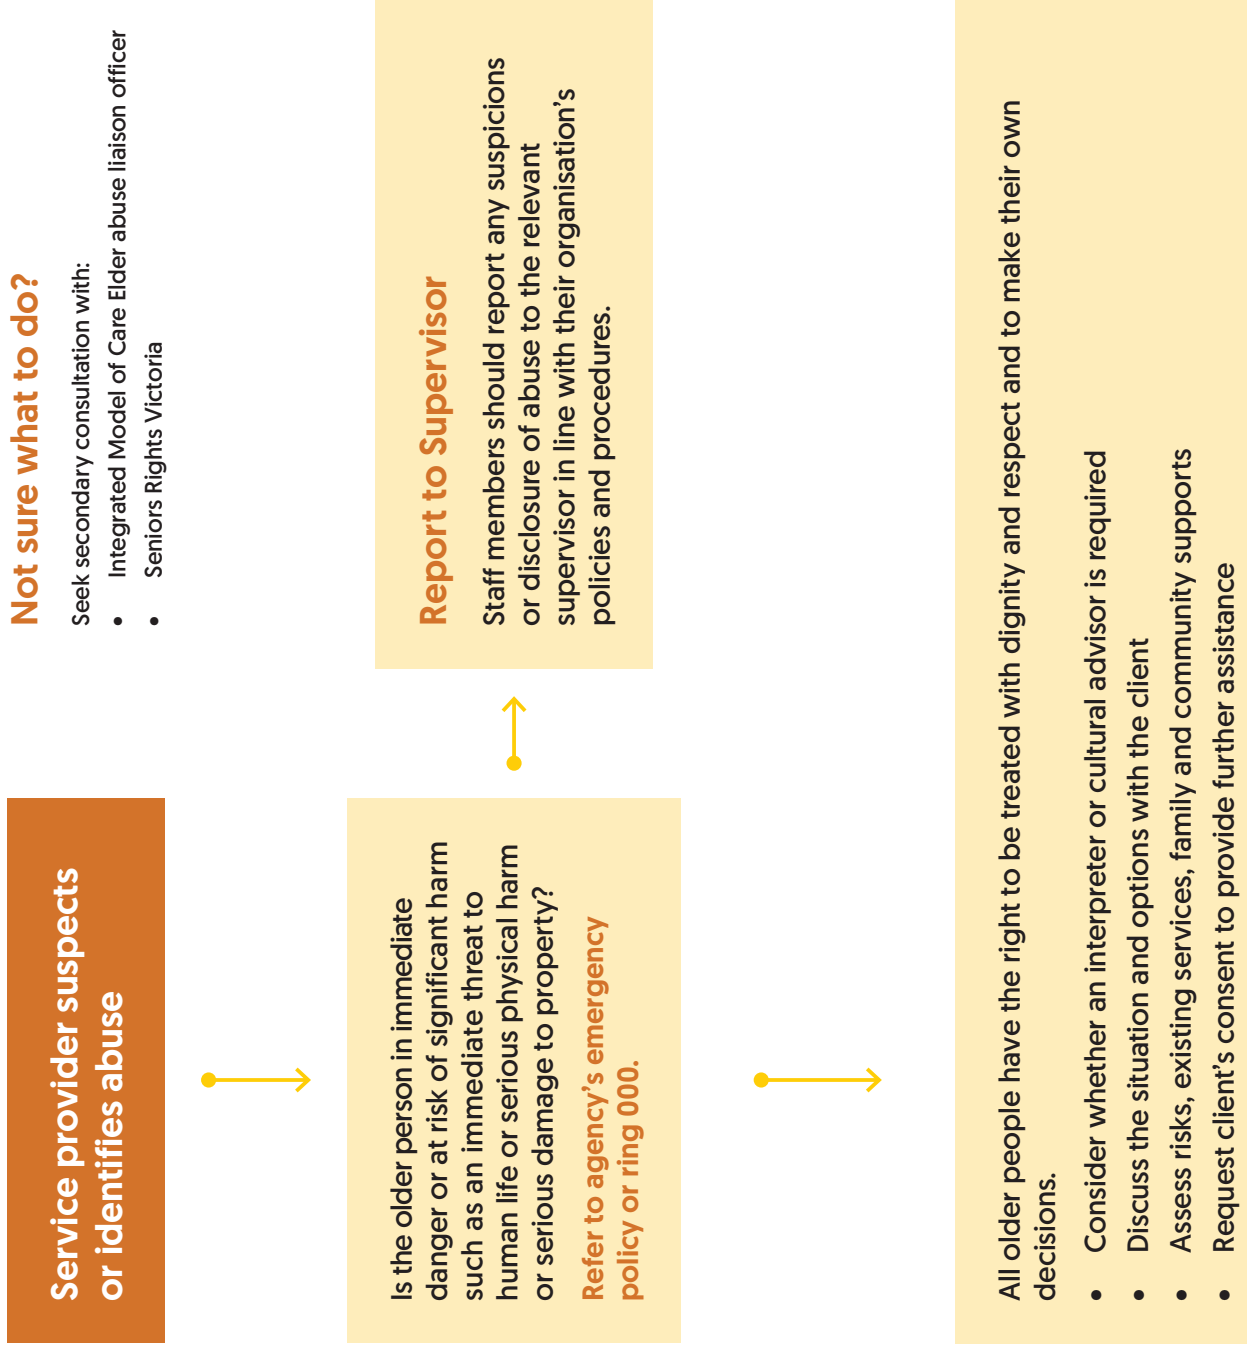 Service provider suspects
or identifies abuse
Not sure what to do?
Seek secondary consultation with:
• Integrated Model of Care Elder abuse liaison officer
• Seniors Rights Victoria
Is the older person in immediate
danger or at risk of significant harm
such as an immediate threat to
human life or serious physical harm
or serious damage to property?
Refer to agency’s emergency
policy or ring 000.
Report to Supervisor
Staff members should report any suspicions
or disclosure of abuse to the relevant
supervisor in line with their organisation’s
policies and procedures.
All older people have the right to be treated with dignity and respect and to make their own
decisions.
• Consider whether an interpreter or cultural advisor is required
• Discuss the situation and options with the client
• Assess risks, existing services, family and community supports
• Request client’s consent to provide further assistance